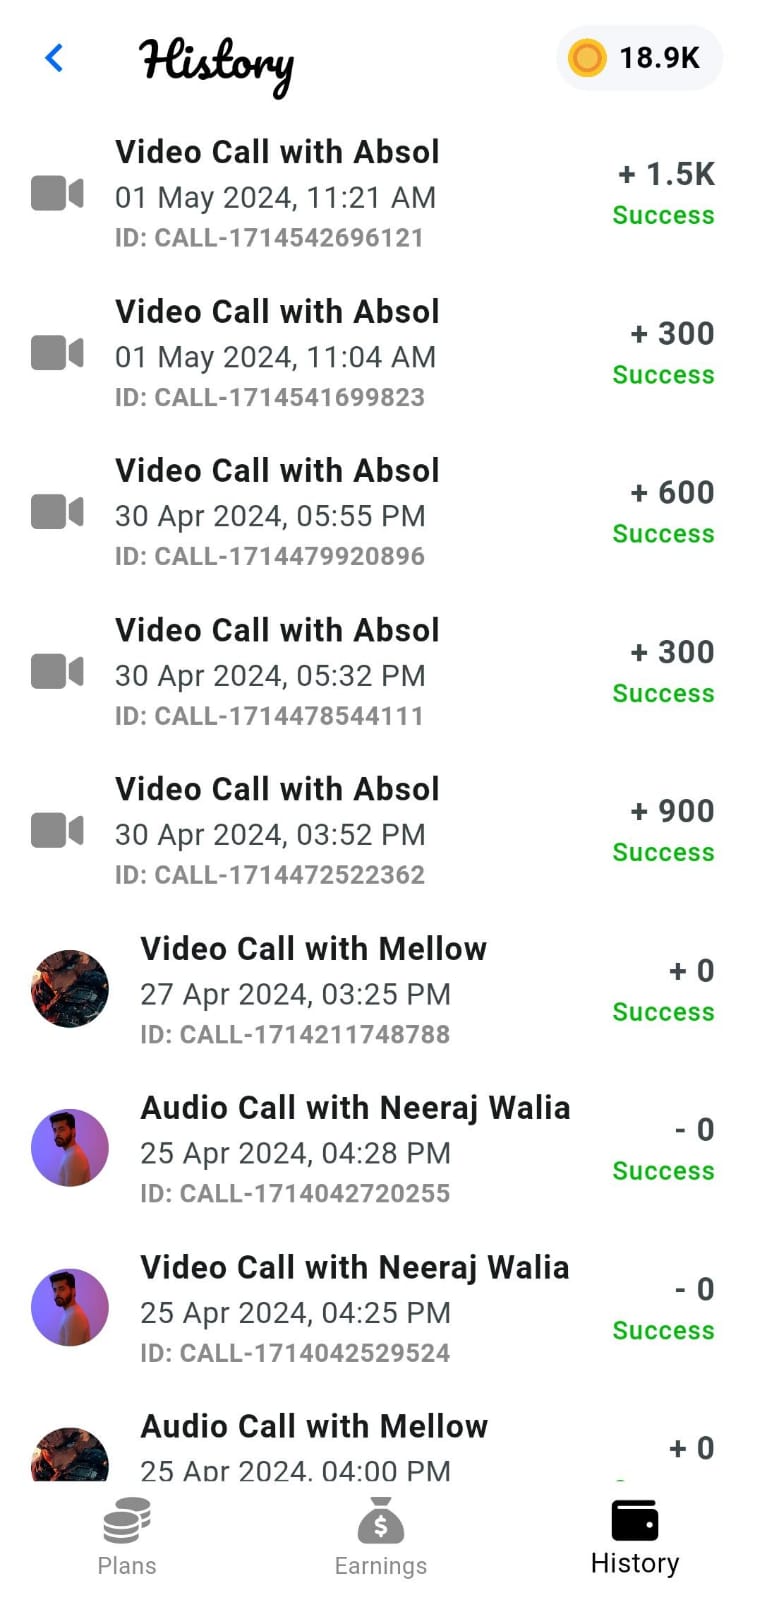 History
18.9K
Video Call with Absol
01 May 2024, 11:21 AM
ID: CALL-1714542696121
+ 1.5K
Success
Video Call with Absol
01 May 2024, 11:04 AM
ID: CALL-1714541699823
+ 300
Success
Video Call with Absol
30 Apr 2024, 05:55 PM
ID: CALL-1714479920896
+ 600
Success
Video Call with Absol
30 Apr 2024, 05:32 PM
ID: CALL-1714478544111
+ 300
Success
Video Call with Absol
30 Apr 2024, 03:52 PM
ID: CALL-1714472522362
+ 900
Success
Video Call with Mellow
27 Apr 2024, 03:25 PM
ID: CALL-1714211748788
+ 0
Success
Audio Call with Neeraj Walia
25 Apr 2024, 04:28 PM
ID: CALL-1714042720255
- 0
Success
Video Call with Neeraj Walia
25 Apr 2024, 04:25 PM
ID: CALL-1714042529524
- 0
Success
Audio Call with Mellow
25 Apr 2024, 04:00 PM
+ 0
$
Plans
Earnings
History